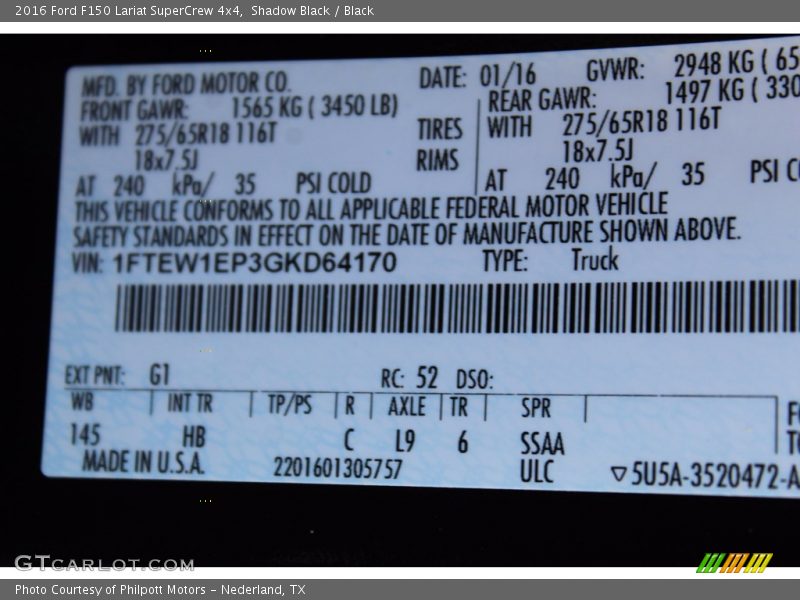 2016 Ford F150 Lariat SuperCrew 4x4, Shadow Black / Black
MFD. BY FORD MOTOR CO. DATE: 01/16 GVWR: 2948 KG ( 65
FRONT GAWR: 1565 KG ( 3450 LB) REAR GAWR: 1497 KG ( 330
WITH 275/65R18 116T TIRES WITH 275/65R18 116T
18x7.5J RIMS 18x7.5J
AT 240 kPa/ 35 PSI COLD AT 240 kPa/ 35 PSI CO
THIS VEHICLE CONFORMS TO ALL APPLICABLE FEDERAL MOTOR VEHICLE
SAFETY STANDARDS IN EFFECT ON THE DATE OF MANUFACTURE SHOWN ABOVE.
VIN: 1FTEW1EP3GKD64170 TYPE: Truck
EXT PNT: G1 RC: 52 DSO:
WB INT TR TP/PS R AXLE TR SPR
145 HB C L9 6 SSAA
MADE IN U.S.A. 2201601305757 ULC ▽5U5A-3520472-A
GTCARLOT.COM
Photo Courtesy of Philpott Motors – Nederland, TX